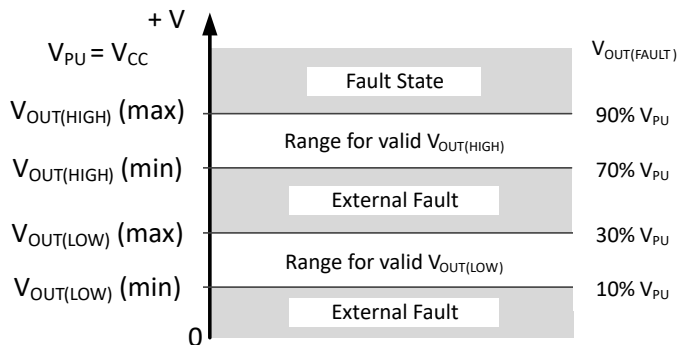 + V
V_PU = V_CC
V_OUT(FAULT)
Fault State
V_OUT(HIGH) (max)
90% V_PU
Range for valid V_OUT(HIGH)
V_OUT(HIGH) (min)
70% V_PU
External Fault
V_OUT(LOW) (max)
30% V_PU
Range for valid V_OUT(LOW)
V_OUT(LOW) (min)
10% V_PU
External Fault
0